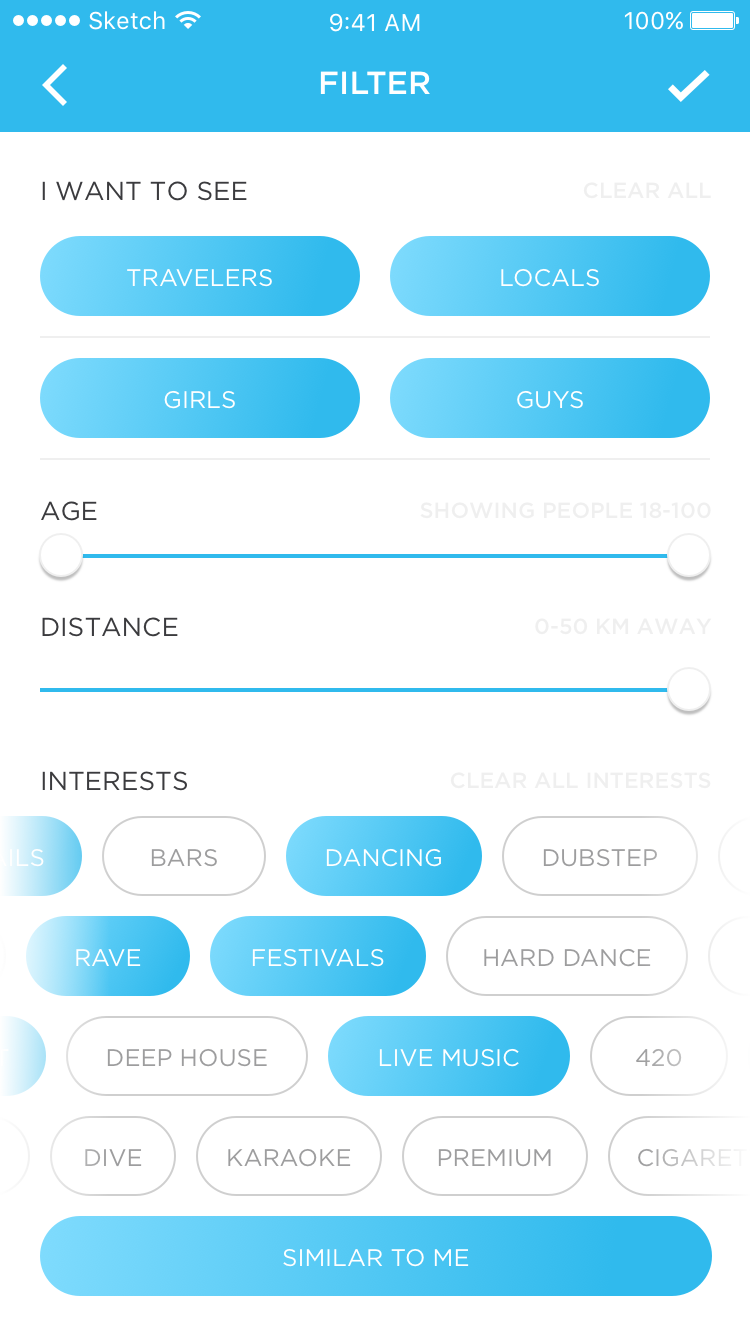 Sketch 9:41 AM 100%
FILTER
I WANT TO SEE CLEAR ALL
TRAVELERS LOCALS
GIRLS GUYS
AGE SHOWING PEOPLE 18-100
DISTANCE 0-50 KM AWAY
INTERESTS CLEAR ALL INTERESTS
ILS BARS DANCING DUBSTEP
RAVE FESTIVALS HARD DANCE
DEEP HOUSE LIVE MUSIC 420
DIVE KARAOKE PREMIUM CIGARET
SIMILAR TO ME